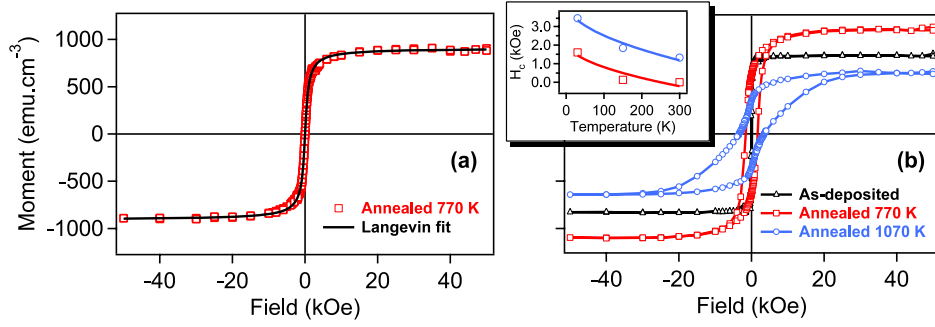 Moment (emu.cm⁻³)
1000
500
0
-500
-1000
(a)
Annealed 770 K
Langevin fit
-40
-20
0
20
40
Field (kOe)
H_c (kOe)
3.0
2.0
1.0
0.0
0
100
200
300
Temperature (K)
(b)
As-deposited
Annealed 770 K
Annealed 1070 K
-40
-20
0
20
40
Field (kOe)